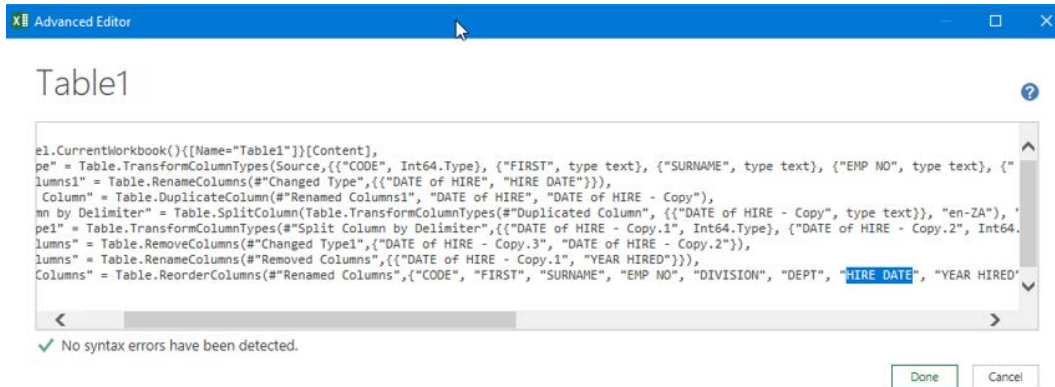 Advanced Editor
Table1
el.CurrentWorkbook(){[Name="Table1"]}[Content],
pe" = Table.TransformColumnTypes(Source,{{"CODE", Int64.Type}, {"FIRST", type text}, {"SURNAME", type text}, {"EMP NO", type text}, {"
lumns1" = Table.RenameColumns(#"Changed Type",{{"DATE of HIRE", "HIRE DATE"}}),
Column" = Table.DuplicateColumn(#"Renamed Columns1", "DATE of HIRE", "DATE of HIRE - Copy"),
mn by Delimiter" = Table.SplitColumn(Table.TransformColumnTypes(#"Duplicated Column", {{"DATE of HIRE - Copy", type text}}, "en-ZA"), "
pe1" = Table.TransformColumnTypes(#"Split Column by Delimiter",{{"DATE of HIRE - Copy.1", Int64.Type}, {"DATE of HIRE - Copy.2", Int64.
lumns" = Table.RemoveColumns(#"Changed Type1",{"DATE of HIRE - Copy.3", "DATE of HIRE - Copy.2"}),
lumns" = Table.RenameColumns(#"Removed Columns",{{"DATE of HIRE - Copy.1", "YEAR HIRED"}}),
Columns" = Table.ReorderColumns(#"Renamed Columns",{"CODE", "FIRST", "SURNAME", "EMP NO", "DIVISION", "DEPT", "HIRE DATE", "YEAR HIRED"
No syntax errors have been detected.
Done Cancel